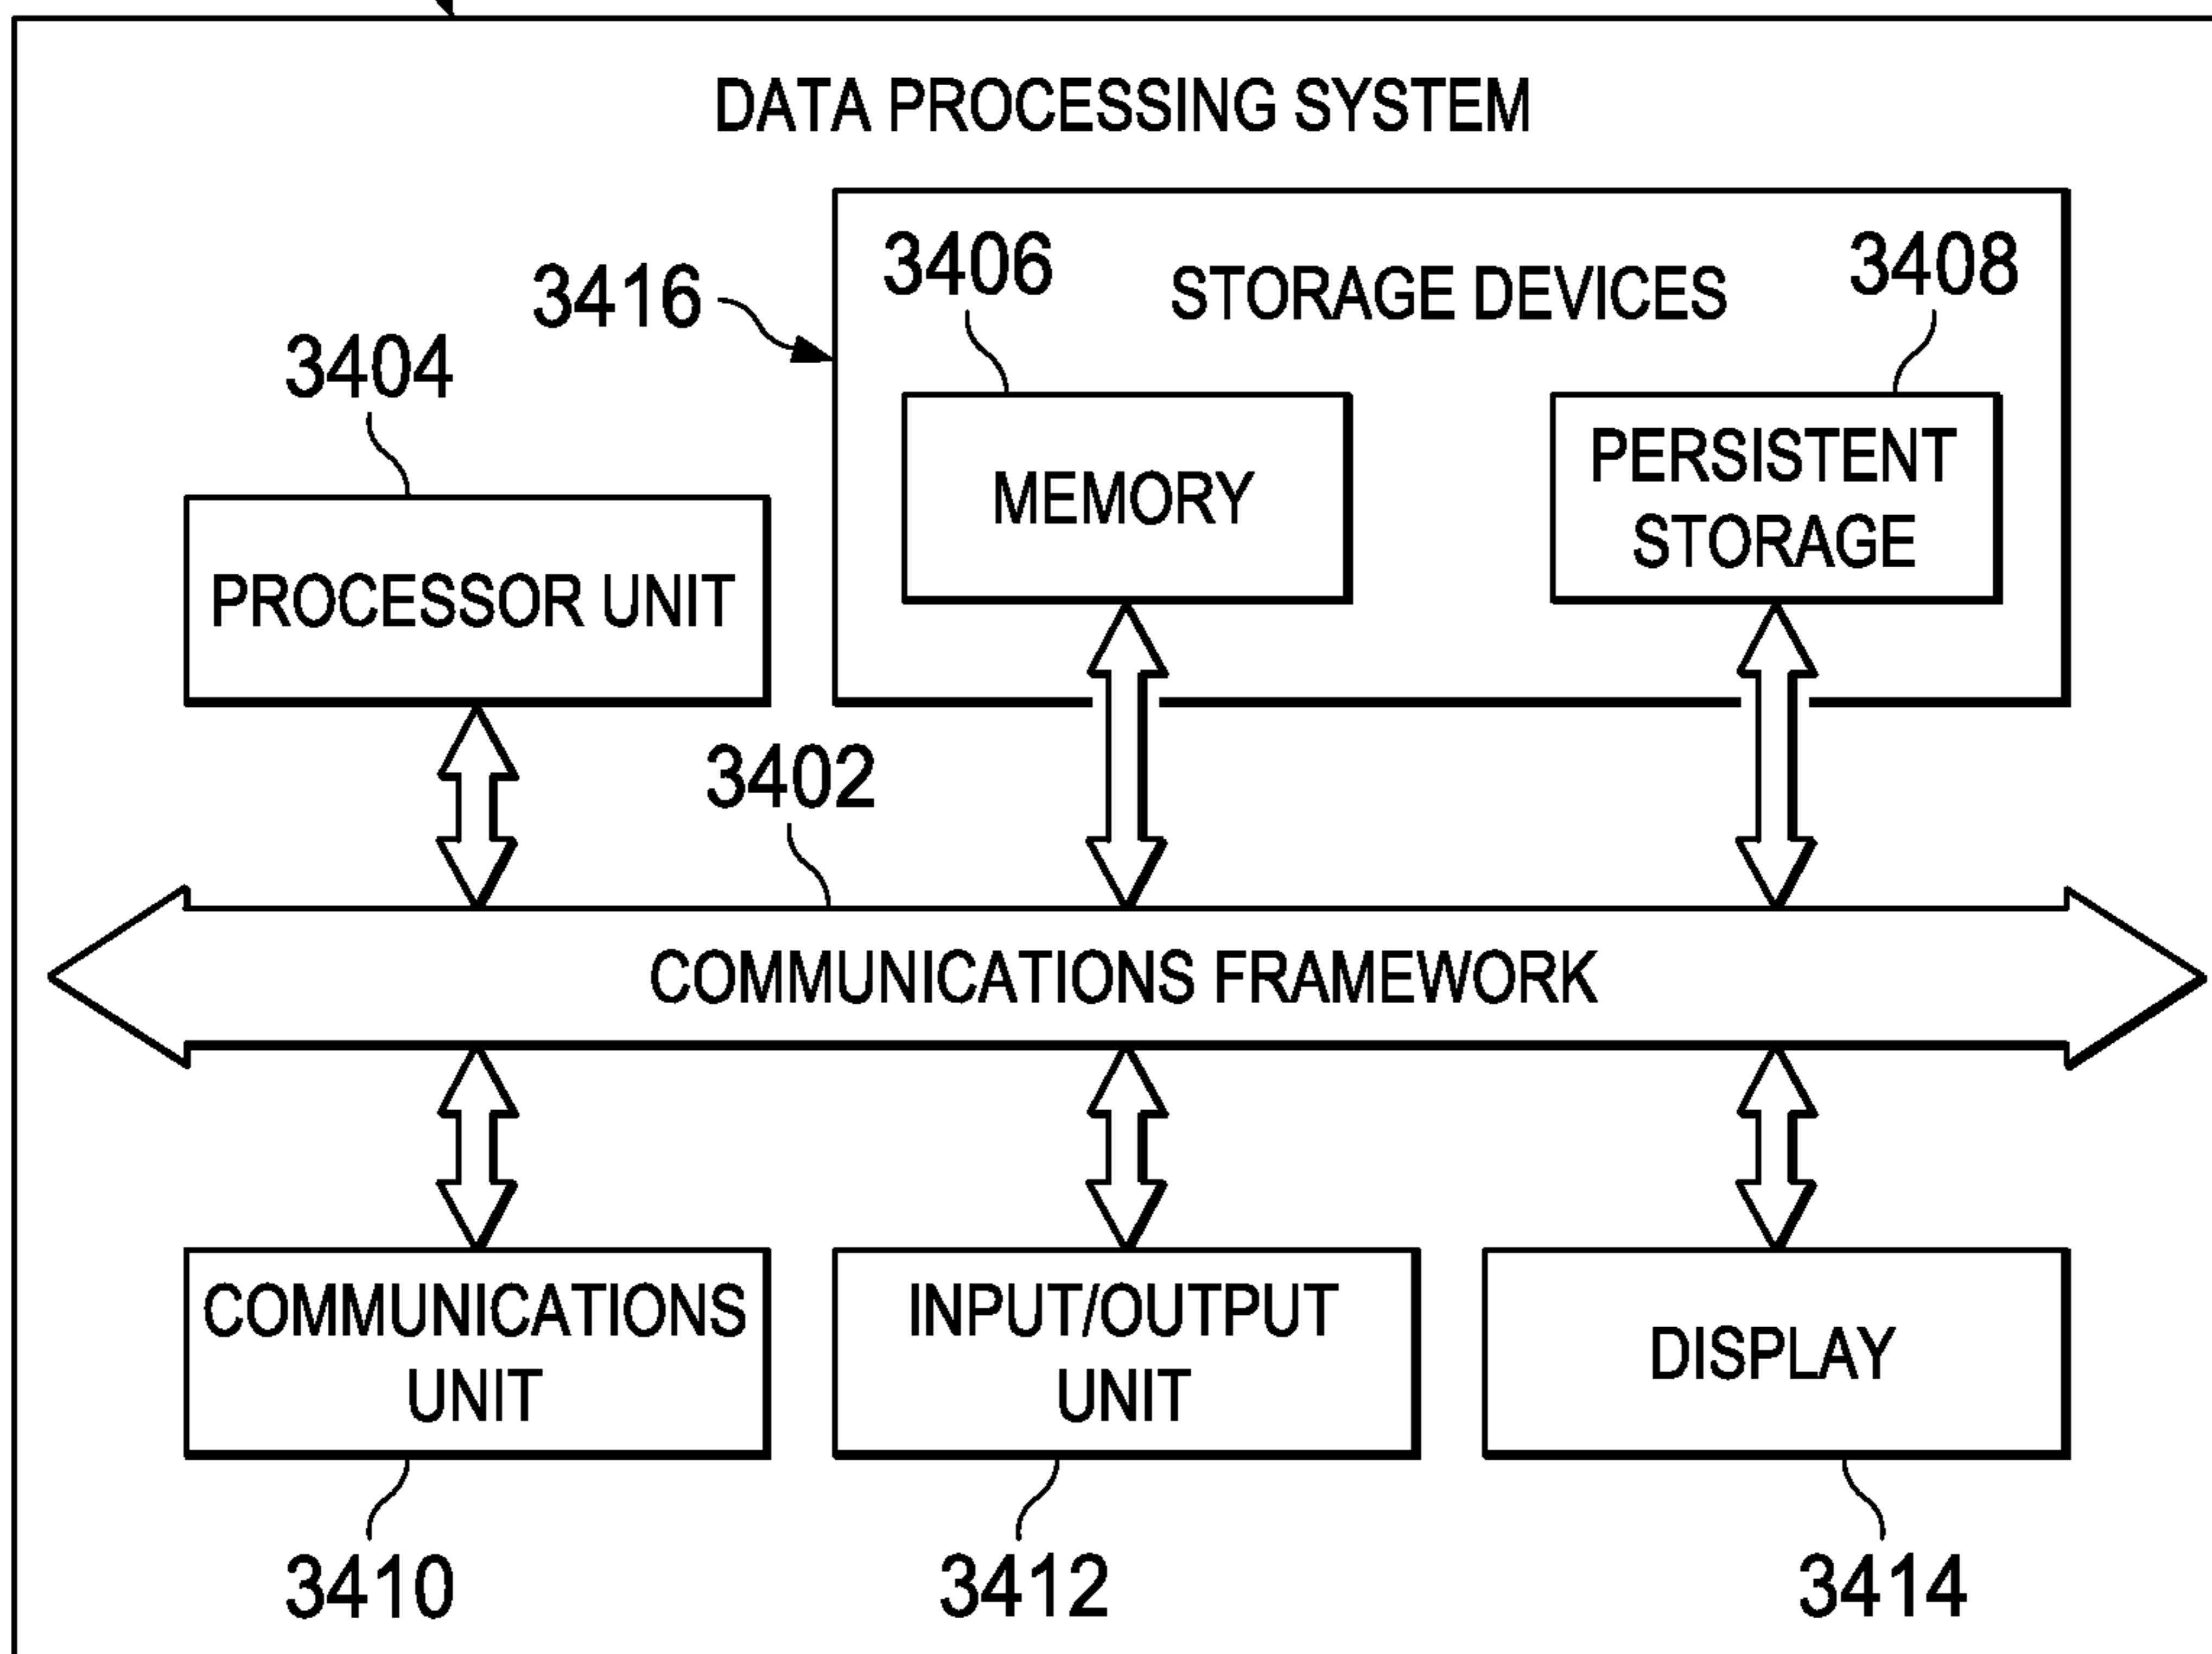 DATA PROCESSING SYSTEM
3416
3406
STORAGE DEVICES
3408
3404
MEMORY
PERSISTENT
STORAGE
PROCESSOR UNIT
3402
COMMUNICATIONS FRAMEWORK
COMMUNICATIONS
UNIT
INPUT/OUTPUT
UNIT
DISPLAY
3410
3412
3414